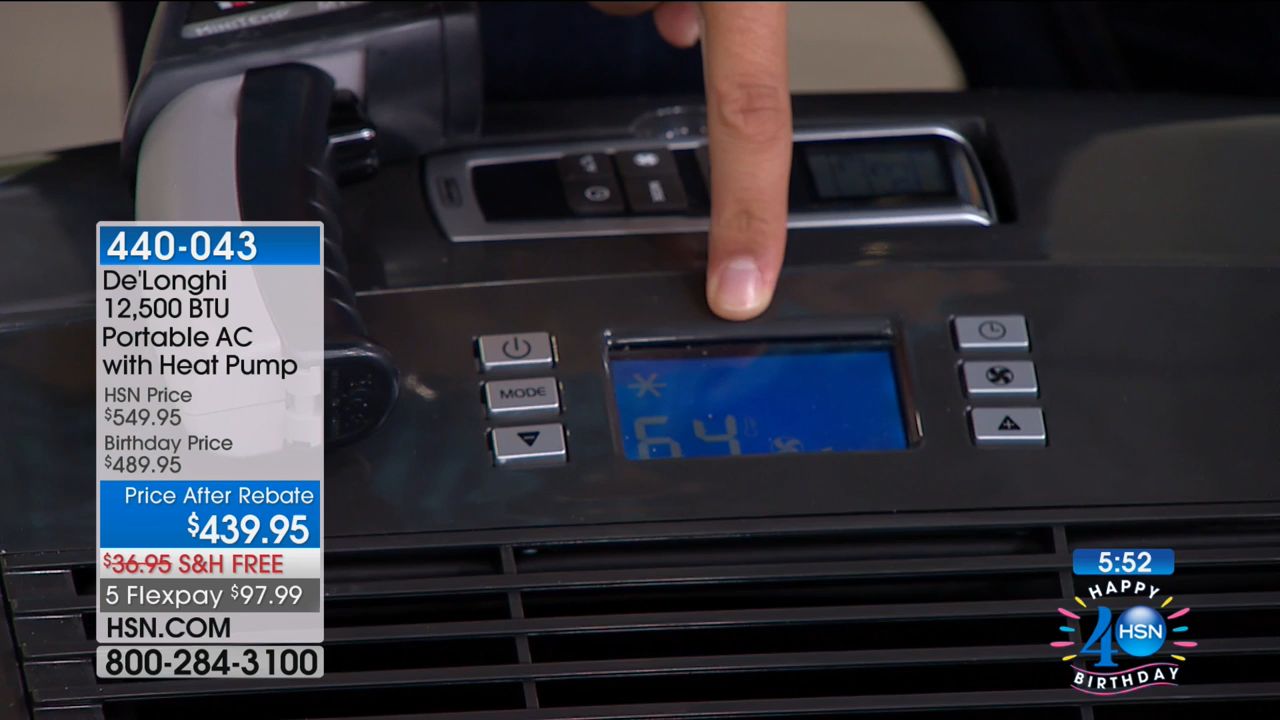 440-043
De'Longhi
12,500 BTU
Portable AC
with Heat Pump
HSN Price
$549.95
Birthday Price
$489.95
Price After Rebate
$439.95
$36.95 S&H FREE
5 Flexpay $97.99
HSN.COM
800-284-3100
MINITEMP
MODE
64
5:52
HAPPY
40
HSN
BIRTHDAY